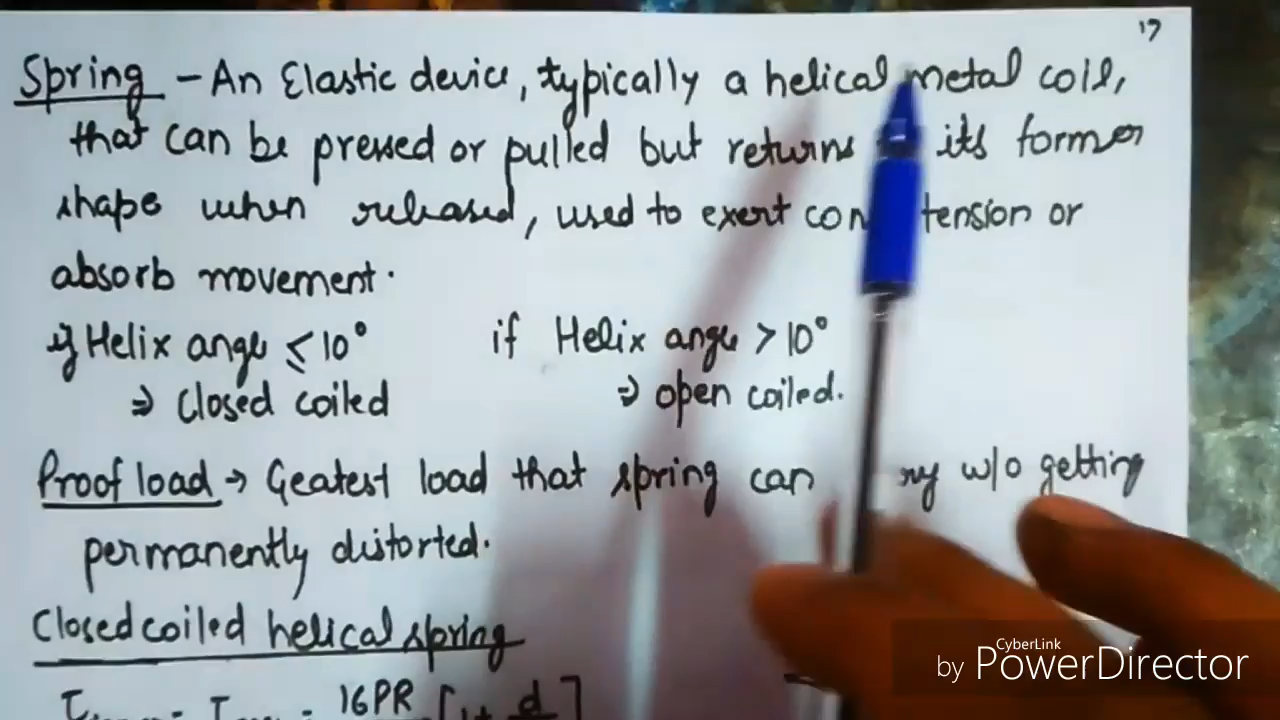 17
Spring - An Elastic device, typically a helical metal coil,
that can be pressed or pulled but returns its former
shape when released, used to exert con tension or
absorb movement.
if Helix angle ≤ 10° if Helix angle > 10°
⇒ Closed coiled ⇒ open coiled.
Proof load → Geatest load that spring can w/o getting
permanently distorted.
Closed coiled helical spring
16PR [1+ d ]
CyberLink
by PowerDirector